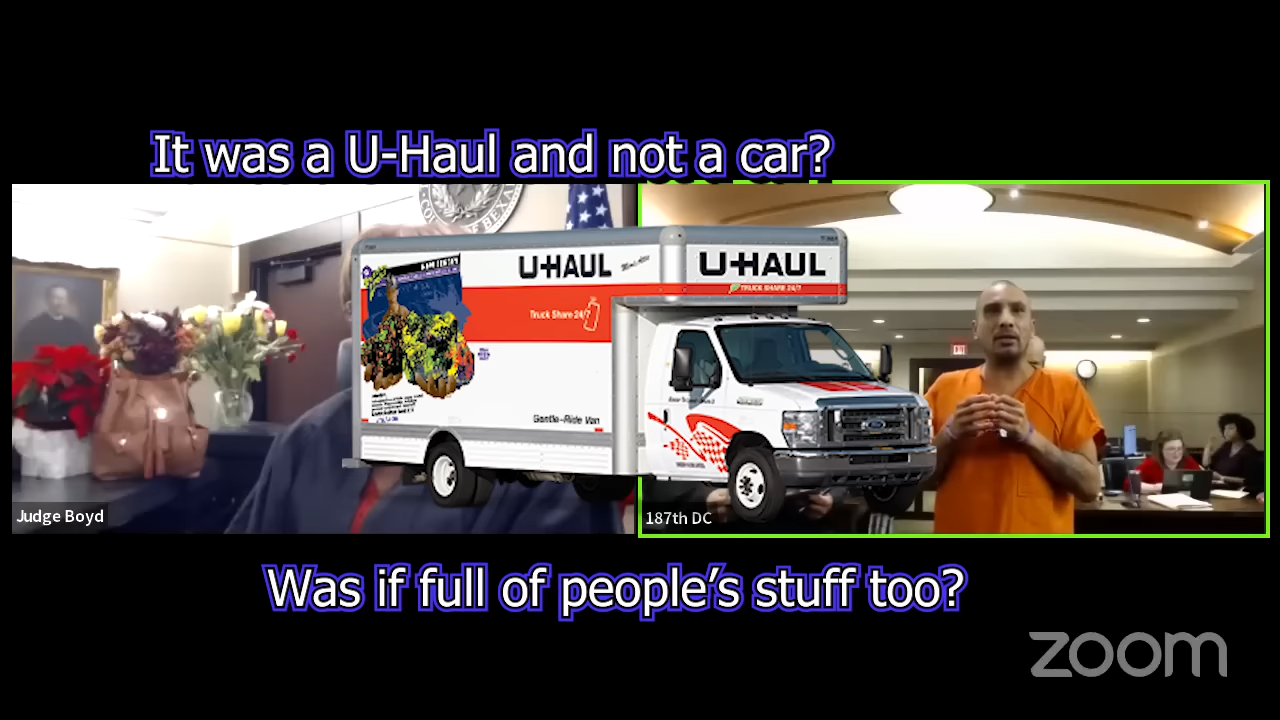 It was a U-Haul and not a car?
U-HAUL
U-HAUL
TRUCK SHARE 24/7
Truck Share 24/7
Gentle-Ride Van
Judge Boyd
187th DC
Was if full of people's stuff too?
zoom